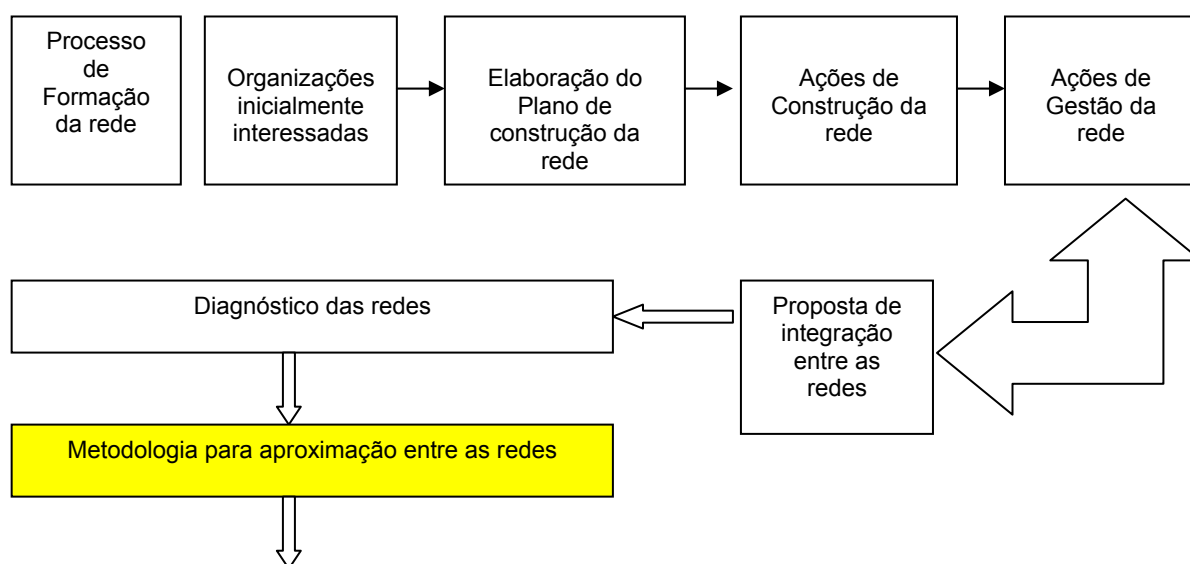 Processo
de
Formação
da rede
Organizações
inicialmente
interessadas
Elaboração do
Plano de
construção da
rede
Ações de
Construção da
rede
Ações de
Gestão da
rede
Diagnóstico das redes
Proposta de
integração
entre as
redes
Metodologia para aproximação entre as redes